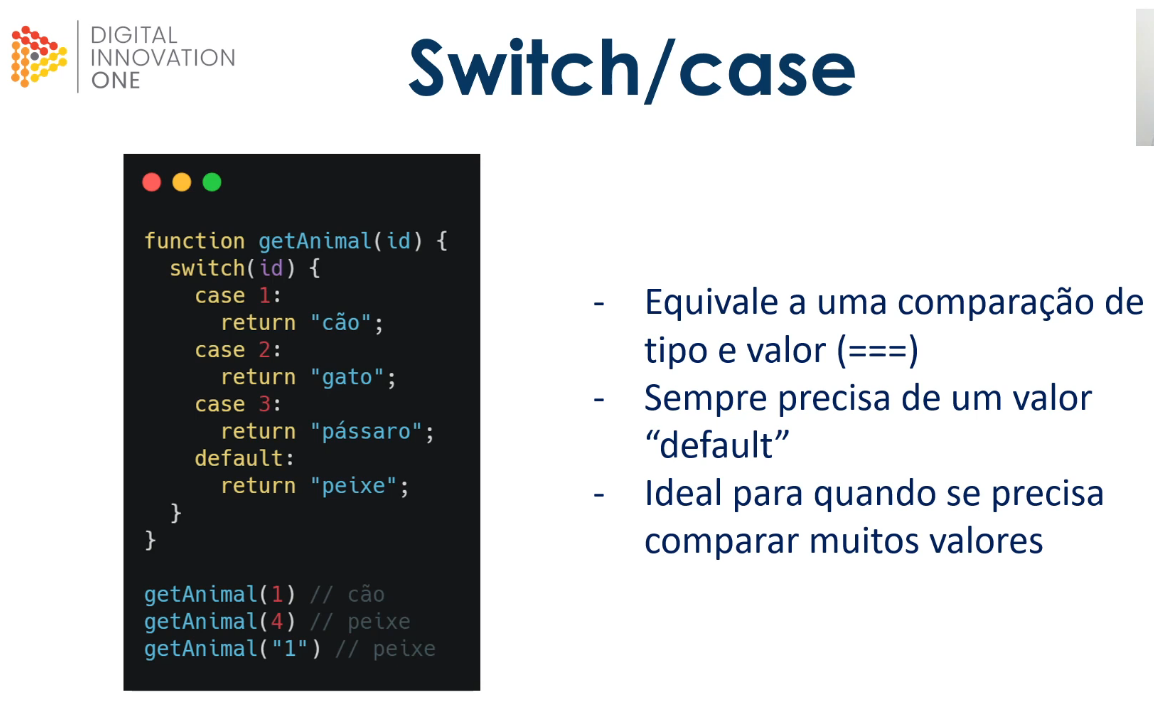 DIGITAL
INNOVATION
ONE
Switch/case
function getAnimal(id) {
  switch(id) {
    case 1:
      return "cão";
    case 2:
      return "gato";
    case 3:
      return "pássaro";
    default:
      return "peixe";
  }
}

getAnimal(1) // cão
getAnimal(4) // peixe
getAnimal("1") // peixe
- Equivale a uma comparação de
tipo e valor (===)
- Sempre precisa de um valor
“default”
- Ideal para quando se precisa
comparar muitos valores